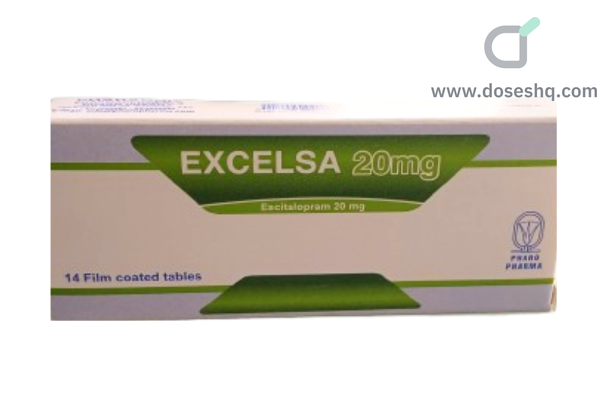 www.doseshq.com
EXCELSA 20mg
Escitalopram 20 mg
14 Film coated tables
PHARO
PHARMA